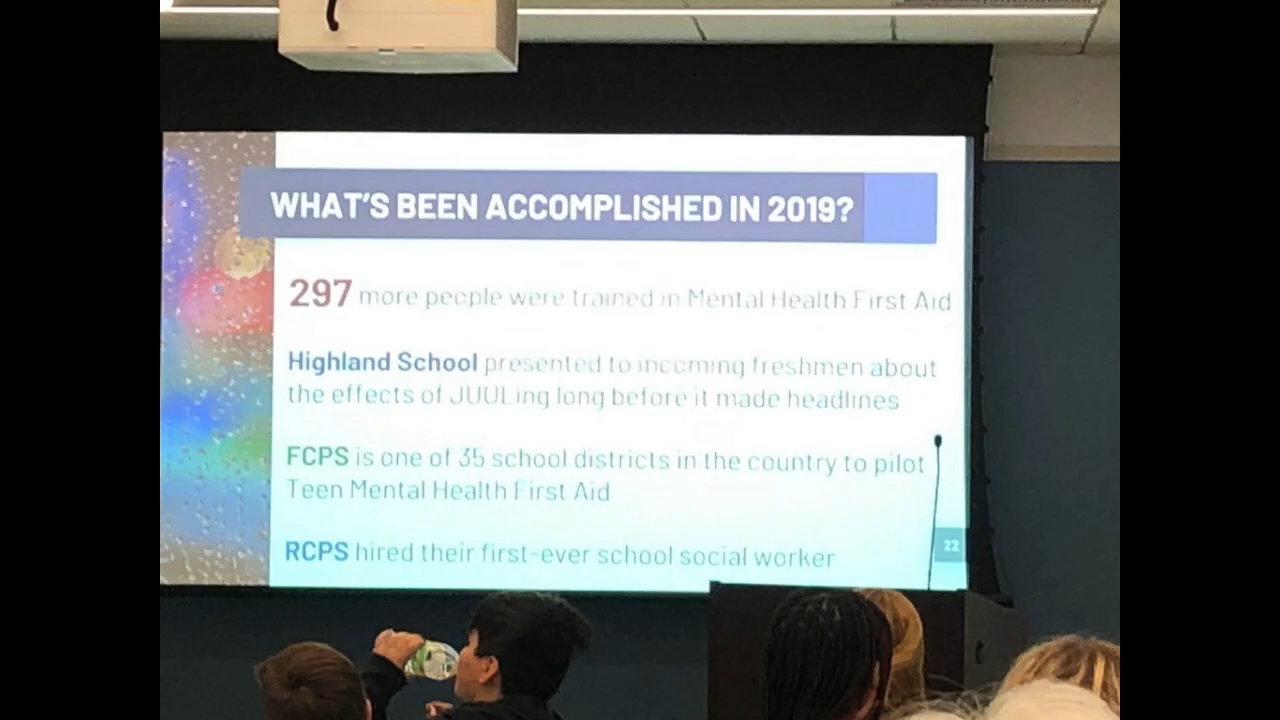 WHAT'S BEEN ACCOMPLISHED IN 2019?
297 more people were trained in Mental Health First Aid
Highland School presented to incoming freshmen about
the effects of JUULing long before it made headlines
FCPS is one of 35 school districts in the country to pilot
Teen Mental Health First Aid
RCPS hired their first-ever school social worker
22